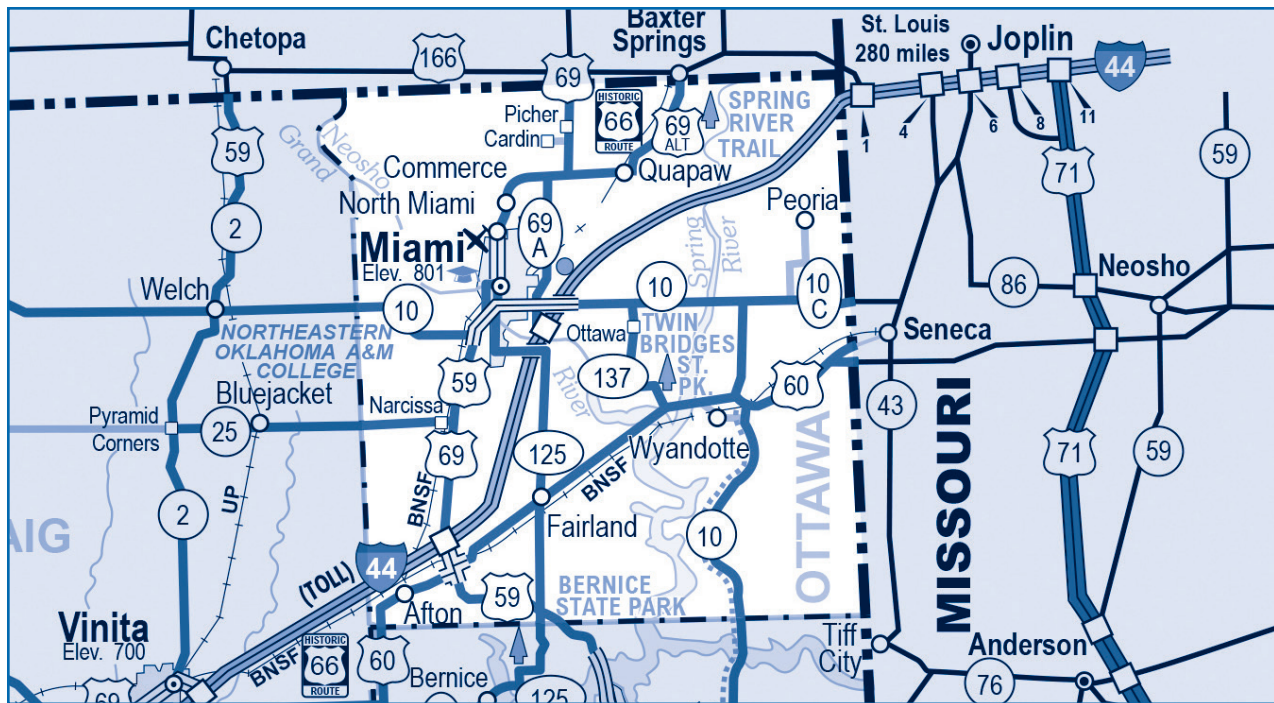 Chetopa
166
69
Baxter
Springs
St. Louis
280 miles
Joplin
44
HISTORIC
66
ROUTE
69
ALT
SPRING
RIVER
TRAIL
1
4
6
8
11
59
Picher
Cardin
Neosho
Grand
Commerce
Quapaw
North Miami
69
A
Peoria
71
59
2
Miami
Elev. 801
Spring
River
Welch
10
10
10
C
86
Neosho
NORTHEASTERN
OKLAHOMA A&M
COLLEGE
Ottawa
TWIN
BRIDGES
ST.
PK.
Seneca
59
137
60
River
43
Bluejacket
Narcissa
Pyramid
Corners
25
69
125
Wyandotte
71
59
BNSF
BNSF
UP
2
Fairland
10
OTTAWA
MISSOURI
AIG
44
(TOLL)
59
BERNICE
STATE PARK
Afton
Vinita
Elev. 700
BNSF
HISTORIC
66
ROUTE
60
Tiff
City
Anderson
Bernice
125
76
69